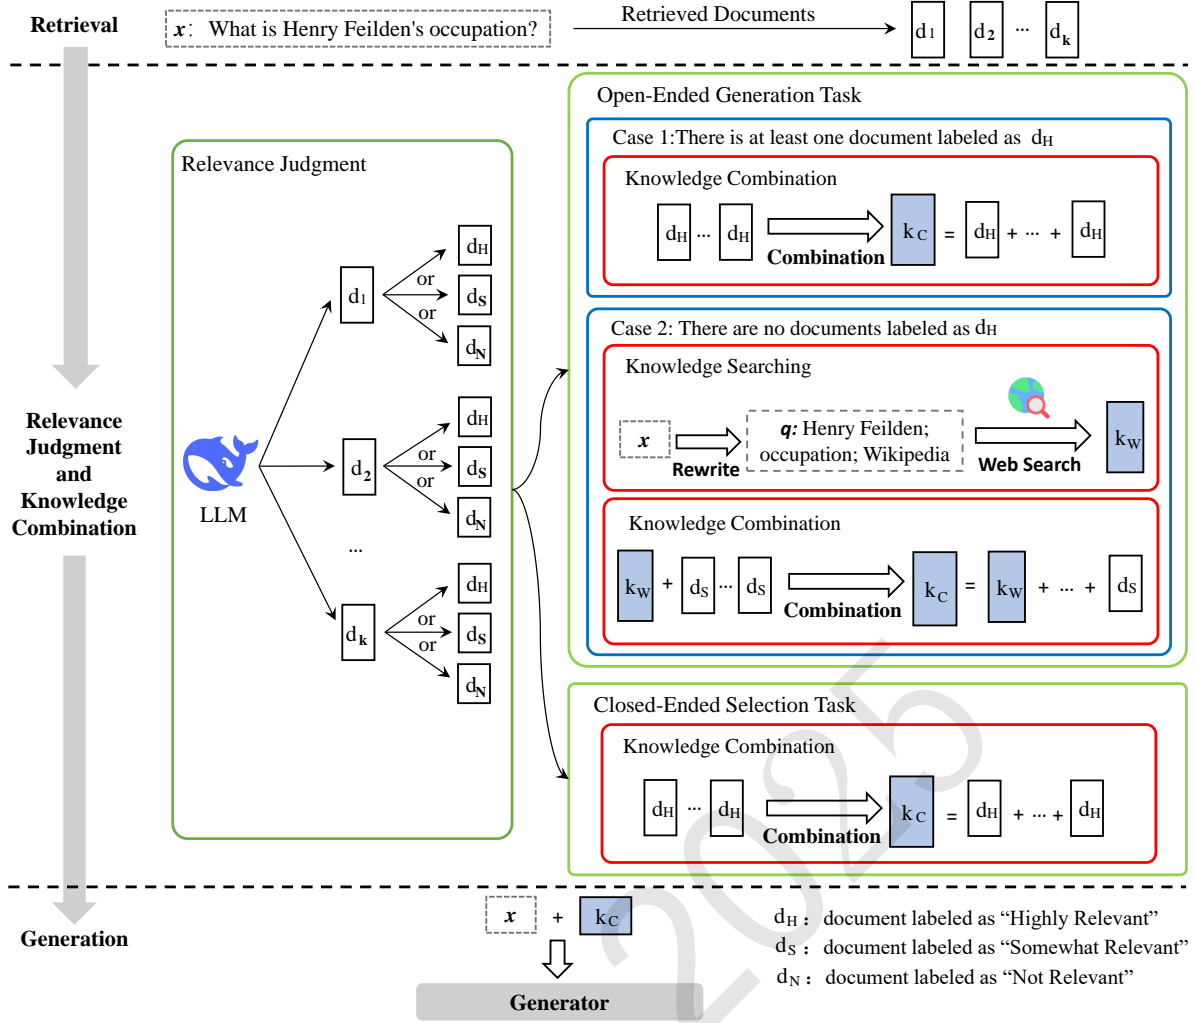 Retrieval
x: What is Henry Feilden's occupation?
Retrieved Documents
d1 d2 ... dk
Open-Ended Generation Task
Case 1:There is at least one document labeled as dH
Knowledge Combination
dH ... dH
Combination
kC = dH + ... + dH
Case 2: There are no documents labeled as dH
Knowledge Searching
x
Rewrite
q: Henry Feilden;
occupation; Wikipedia
Web Search
kW
Knowledge Combination
kW + dS ... dS
Combination
kC = kW + ... + dS
Relevance Judgment
LLM
d1
dH
or
dS
or
dN
d2
dH
or
dS
or
dN
...
dk
dH
or
dS
or
dN
Relevance
Judgment
and
Knowledge
Combination
Closed-Ended Selection Task
Knowledge Combination
dH ... dH
Combination
kC = dH + ... + dH
Generation
x + kC
Generator
dH : document labeled as “Highly Relevant”
dS : document labeled as “Somewhat Relevant”
dN : document labeled as “Not Relevant”
2025